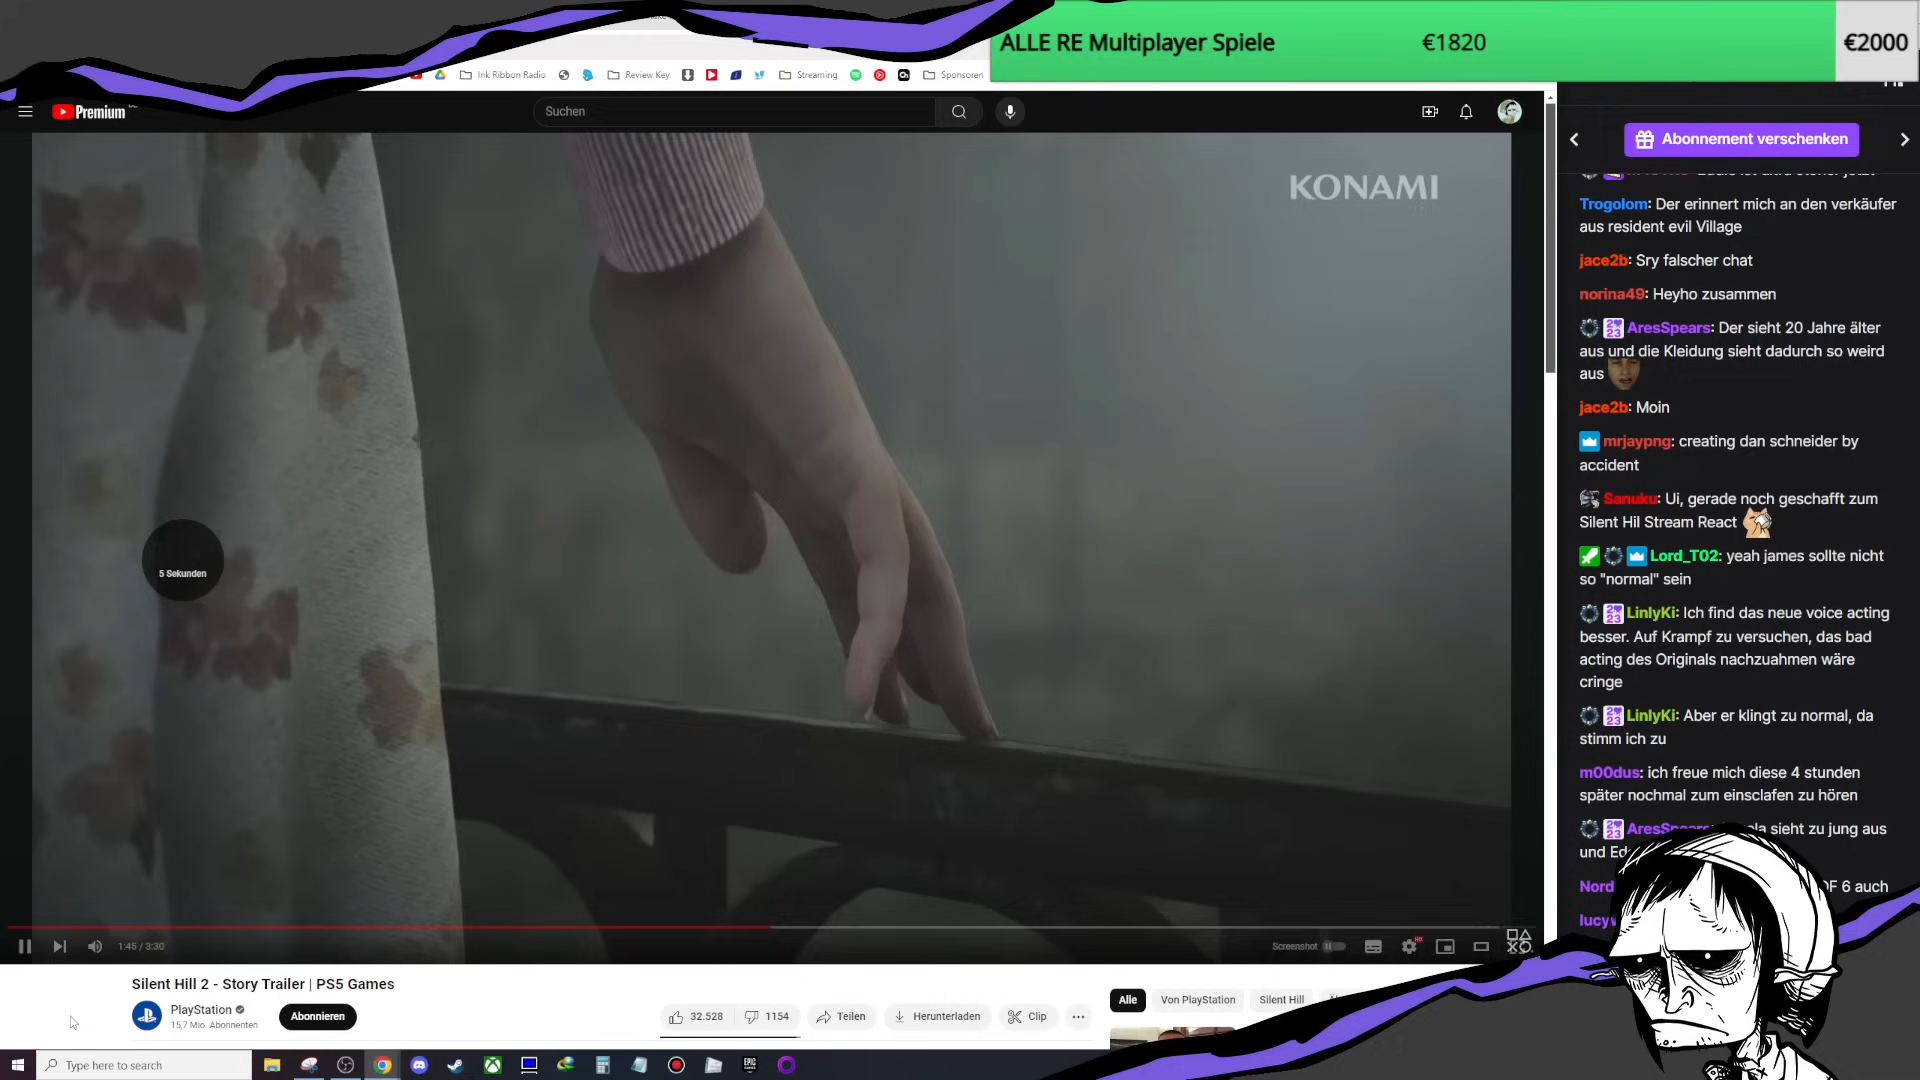 ALLE RE Multiplayer Spiele €1820 €2000
Ink Ribbon Radio
Review Key
Streaming
Sponsoren
Premium
Suchen
KONAMI
5 Sekunden
1:45 / 3:30
Screenshot
Silent Hill 2 - Story Trailer | PS5 Games
PlayStation
15,7 Mio. Abonnenten
Abonnieren
32.528
1154
Teilen
Herunterladen
Clip
Alle
Von PlayStation
Silent Hill
Type here to search
Abonnement verschenken
Trogolom: Der erinnert mich an den verkäufer
aus resident evil Village
jace2b: Sry falscher chat
norina49: Heyho zusammen
AresSpears: Der sieht 20 Jahre älter
aus und die Kleidung sieht dadurch so weird
aus
jace2b: Moin
mrjaypng: creating dan schneider by
accident
Sanuku: Ui, gerade noch geschafft zum
Silent Hil Stream React
Lord_T02: yeah james sollte nicht
so "normal" sein
LinlyKi: Ich find das neue voice acting
besser. Auf Krampf zu versuchen, das bad
acting des Originals nachzuahmen wäre
cringe
LinlyKi: Aber er klingt zu normal, da
stimm ich zu
m00dus: ich freue mich diese 4 stunden
später nochmal zum einsclafen zu hören
sieht zu jung aus
und
6 auch